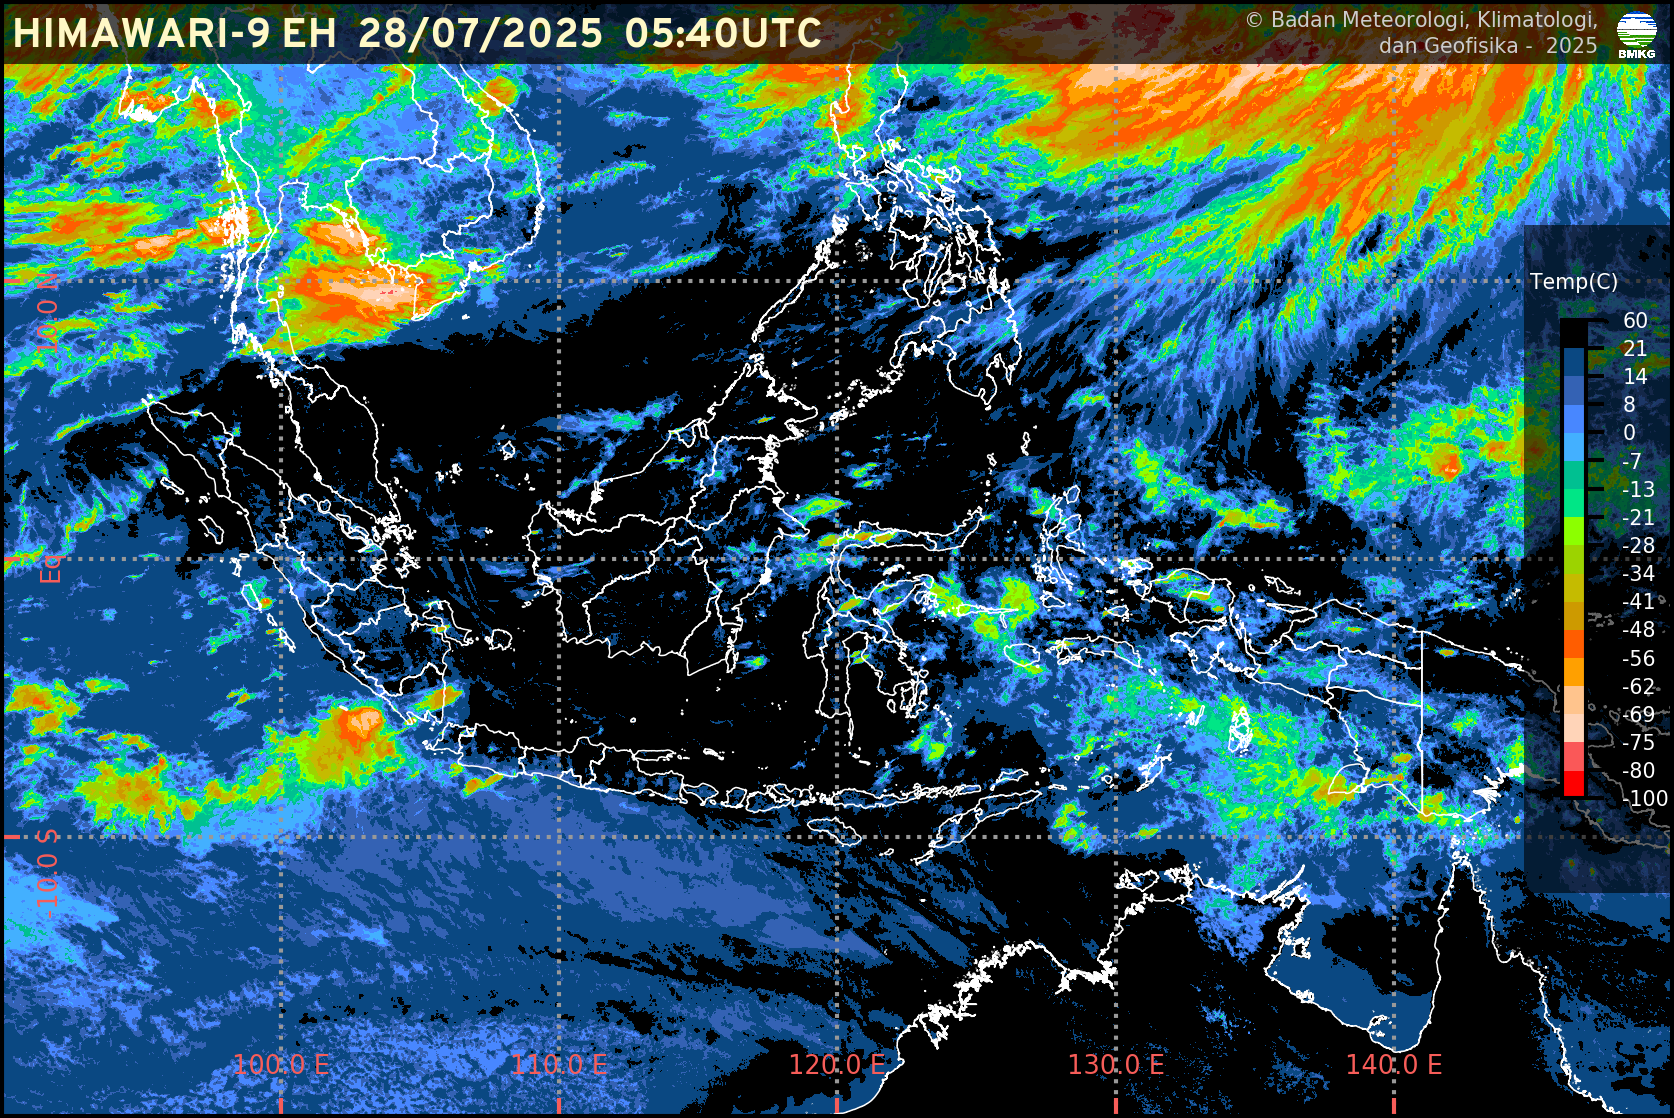 HIMAWARI-9 EH 28/07/2025 05:40UTC
© Badan Meteorologi, Klimatologi,
dan Geofisika - 2025
BMKG
Temp(C)
60
21
14
8
0
-7
-13
-21
-28
-34
-41
-48
-56
-62
-69
-75
-80
-100
10.0 N
Eq
-10.0 S
100.0 E
110.0 E
120.0 E
130.0 E
140.0 E